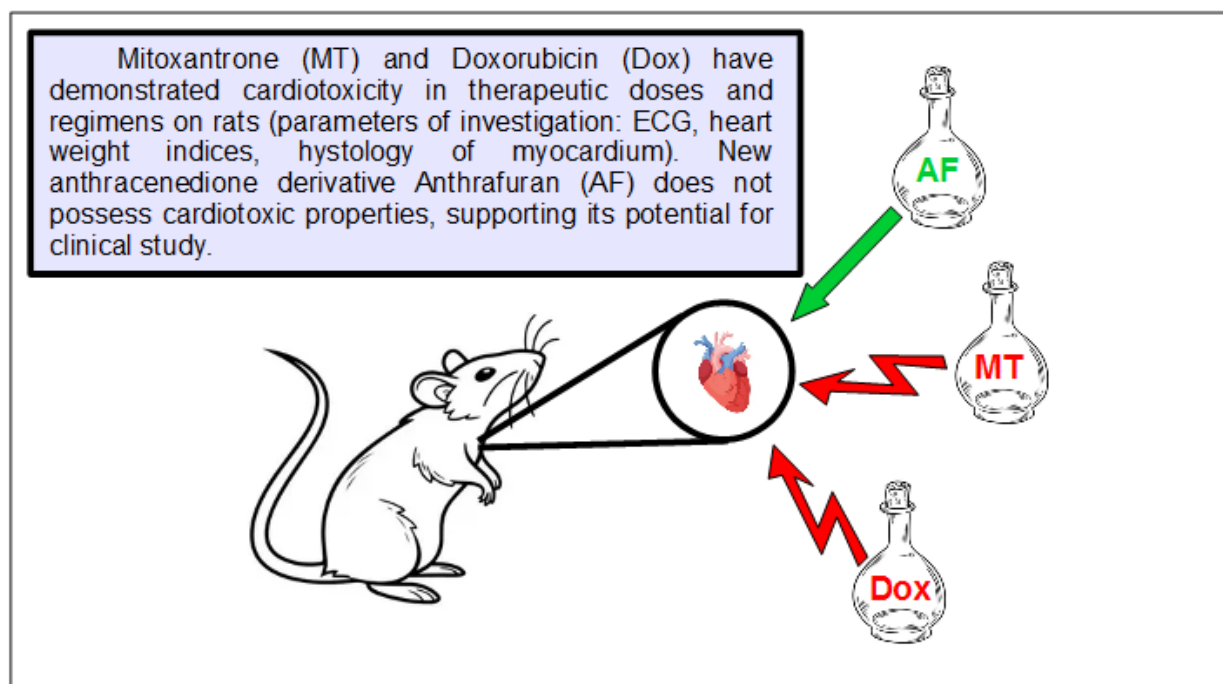 Mitoxantrone (MT) and Doxorubicin (Dox) have
demonstrated cardiotoxicity in therapeutic doses and
regimens on rats (parameters of investigation: ECG, heart
weight indices, hystology of myocardium). New
anthracenedione derivative Anthrafuran (AF) does not
possess cardiotoxic properties, supporting its potential for
clinical study.
AF
MT
Dox